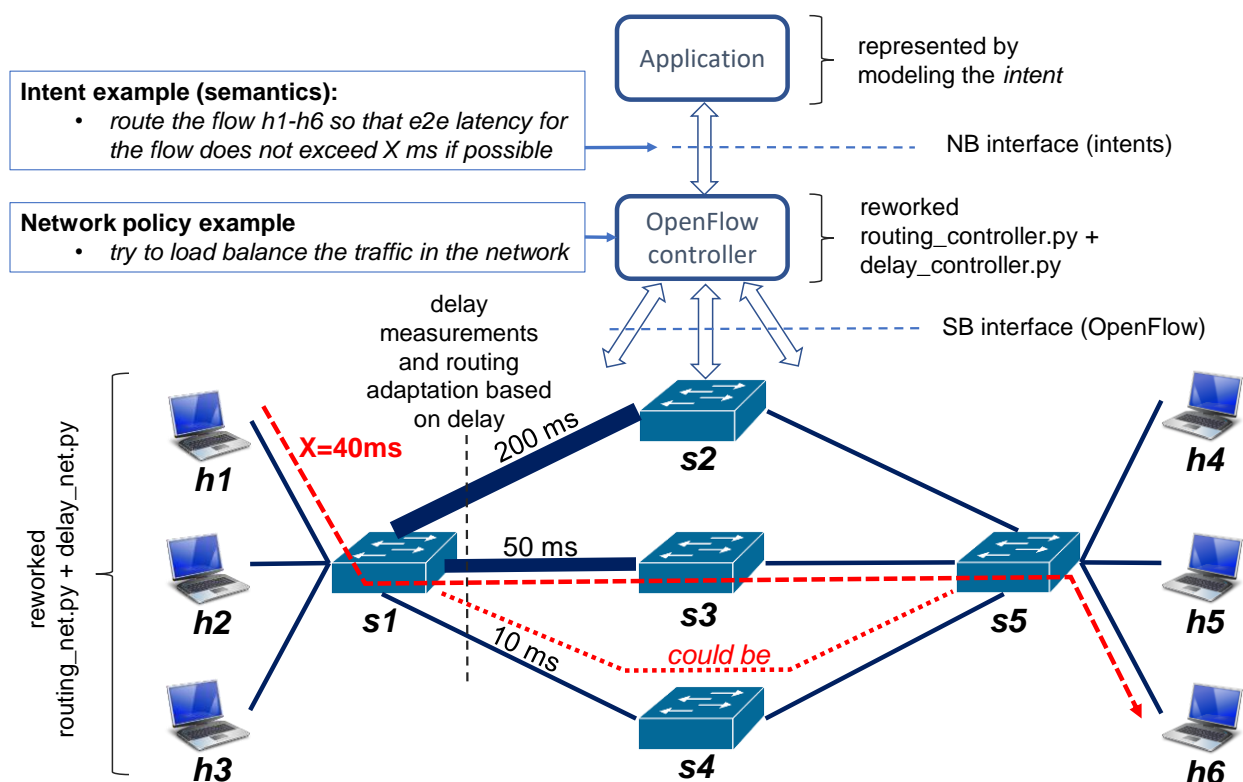 Application
represented by
modeling the intent
Intent example (semantics):
• route the flow h1-h6 so that e2e latency for
the flow does not exceed X ms if possible
NB interface (intents)
Network policy example
• try to load balance the traffic in the network
OpenFlow
controller
reworked
routing_controller.py +
delay_controller.py
delay
measurements
and routing
adaptation based
on delay
SB interface (OpenFlow)
reworked
routing_net.py + delay_net.py
X=40ms
200 ms
50 ms
10 ms
could be
h1
h2
h3
s1
s2
s3
s4
s5
h4
h5
h6